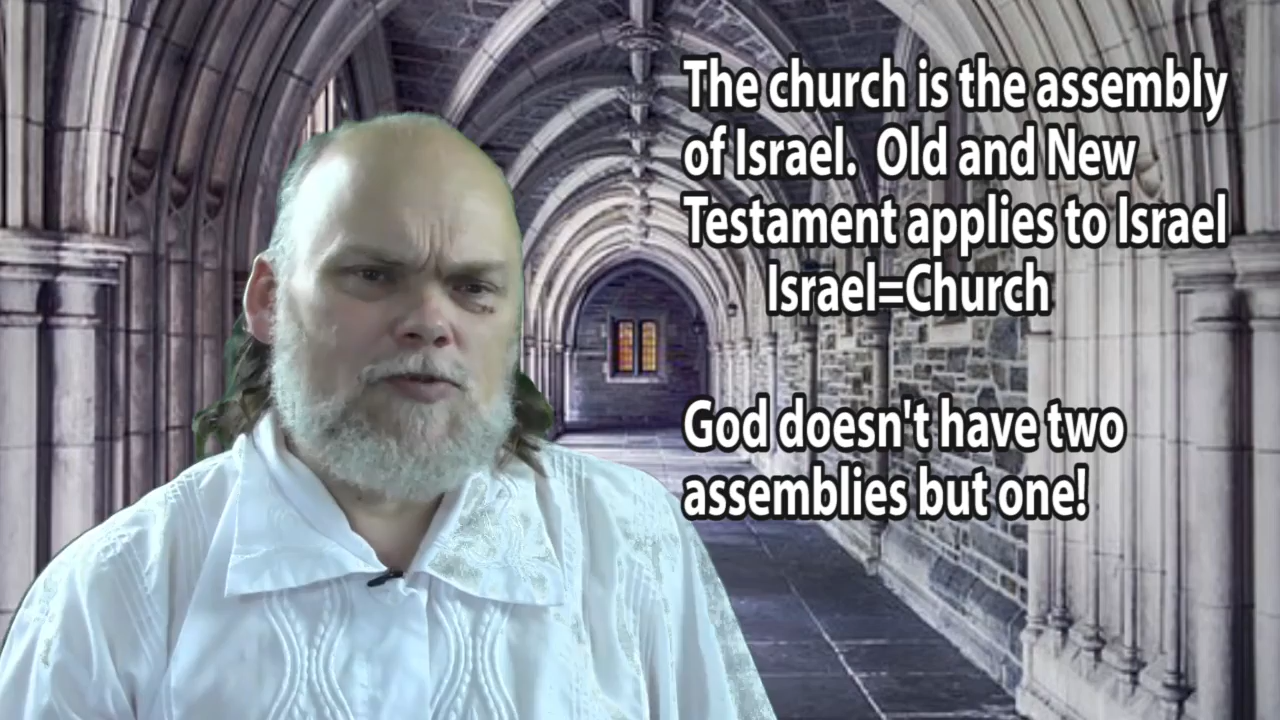 The church is the assembly
of Israel.  Old and New
Testament applies to Israel
Israel=Church
God doesn't have two
assemblies but one!